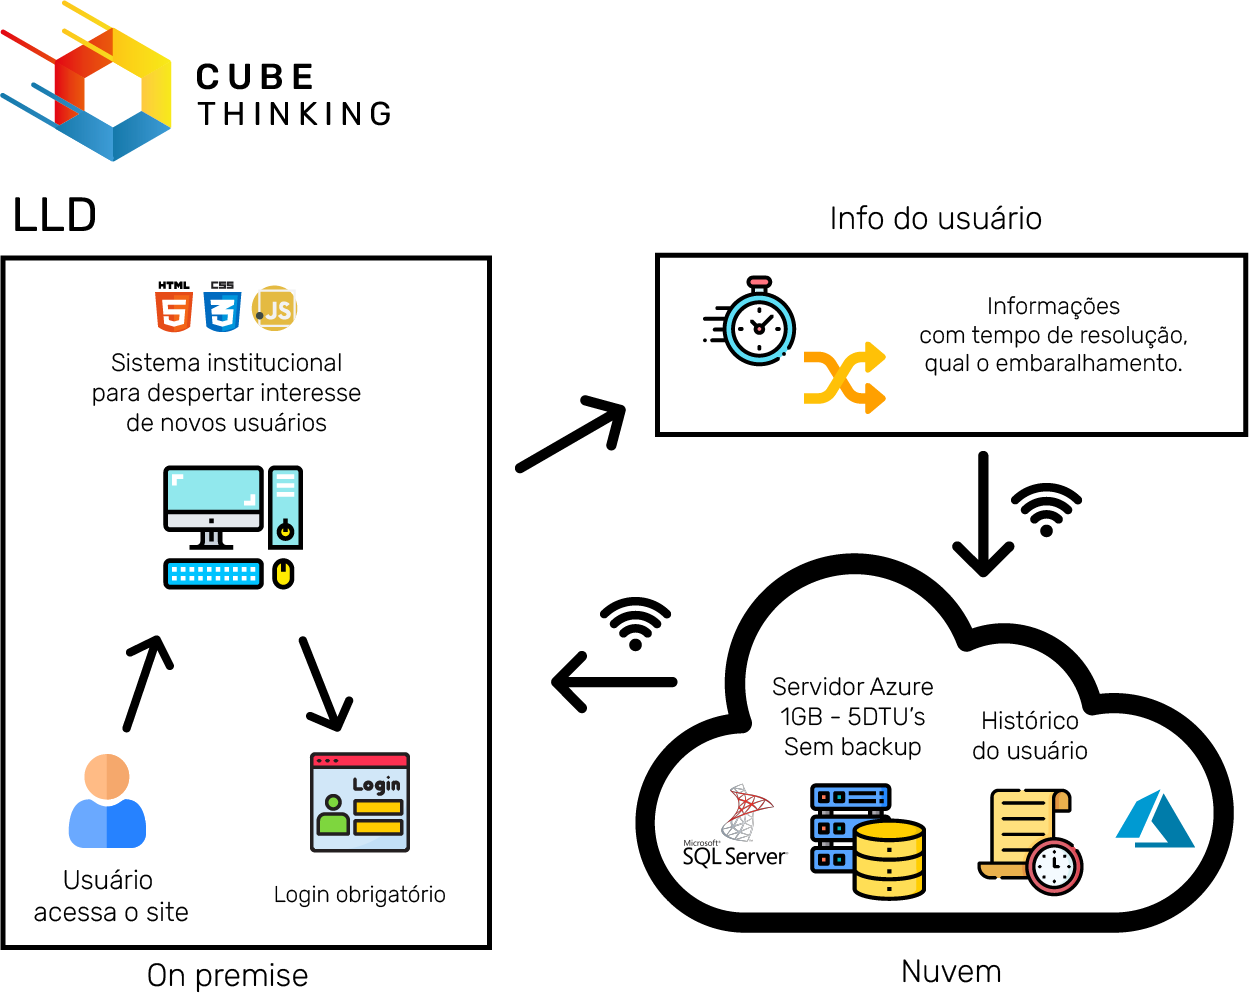 CUBE
THINKING
LLD
HTML
CSS
JS
Sistema institucional
para despertar interesse
de novos usuários
Login
Usuário
acessa o site
Login obrigatório
On premise
Info do usuário
Informações
com tempo de resolução,
qual o embaralhamento.
Servidor Azure
1GB - 5DTU's
Sem backup
Histórico
do usuário
Microsoft®
SQL Server®
Nuvem